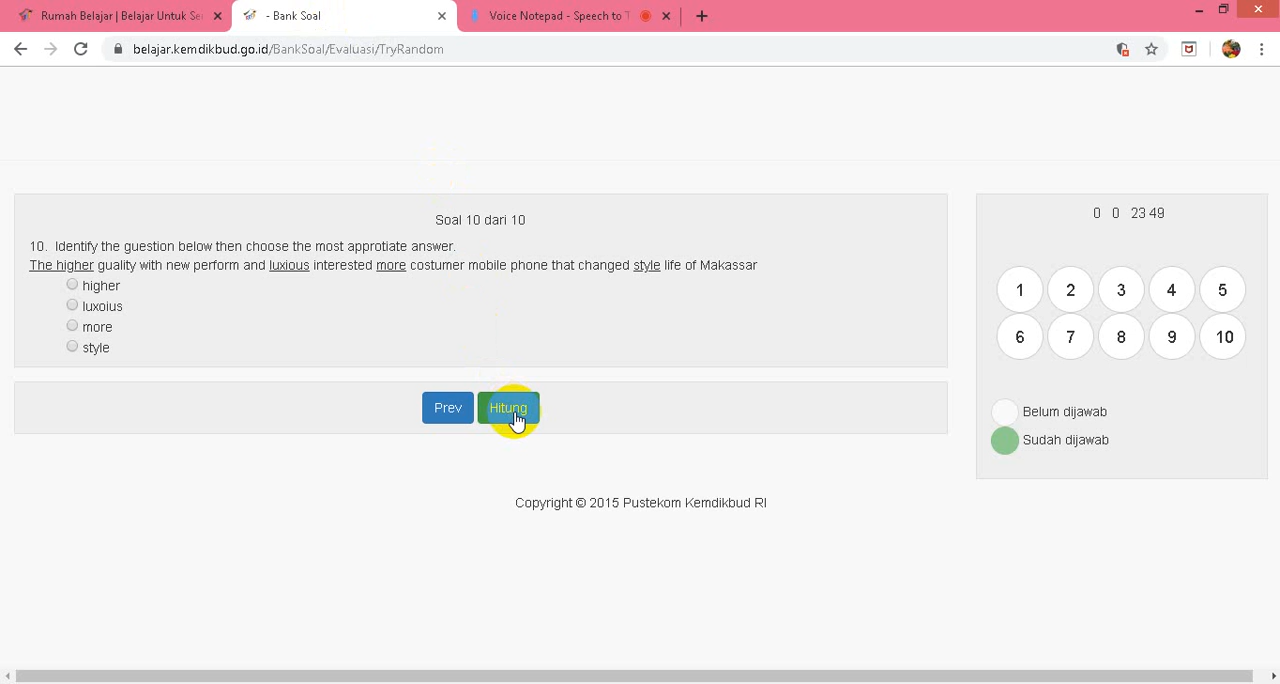 Rumah Belajar | Belajar Untuk Se
- Bank Soal
Voice Notepad - Speech to T
belajar.kemdikbud.go.id/BankSoal/Evaluasi/TryRandom
Soal 10 dari 10
10. Identify the guestion below then choose the most approtiate answer.
The higher guality with new perform and luxious interested more costumer mobile phone that changed style life of Makassar
higher
luxoius
more
style
Prev Hitung
0 0 23 49
1 2 3 4 5
6 7 8 9 10
Belum dijawab
Sudah dijawab
Copyright © 2015 Pustekom Kemdikbud RI